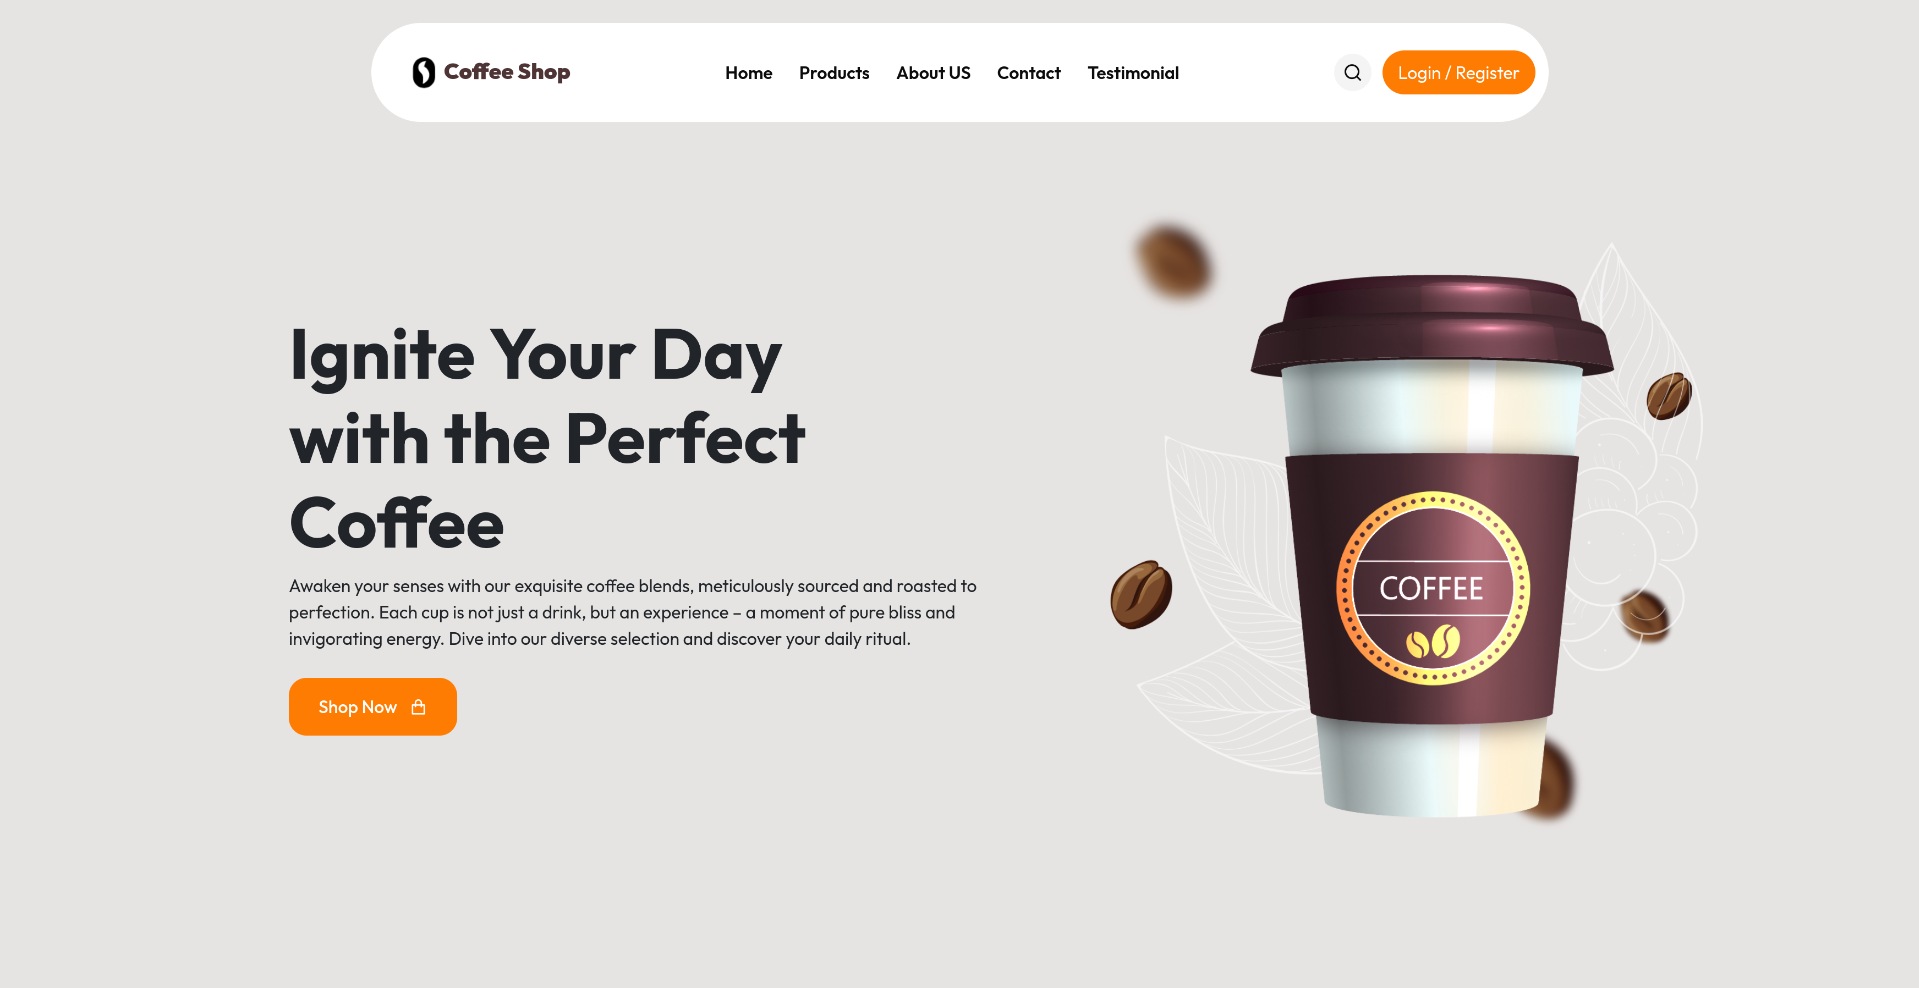 Coffee Shop
Home Products About US Contact Testimonial
Login / Register
Ignite Your Day
with the Perfect
Coffee
Awaken your senses with our exquisite coffee blends, meticulously sourced and roasted to
perfection. Each cup is not just a drink, but an experience – a moment of pure bliss and
invigorating energy. Dive into our diverse selection and discover your daily ritual.
Shop Now
COFFEE